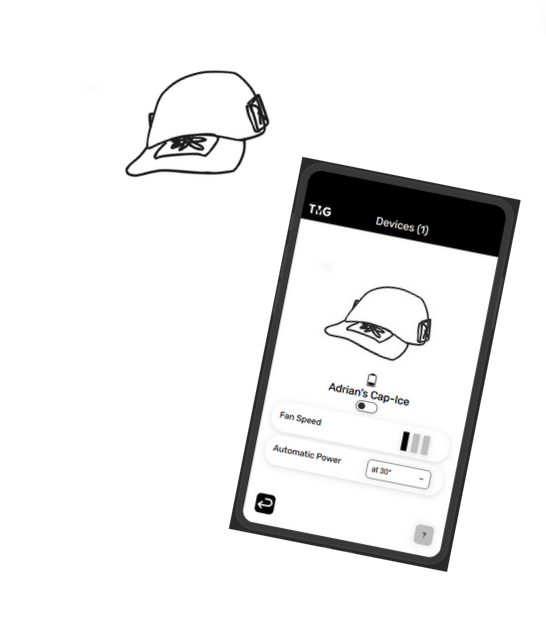 TMG
Devices (1)
Adrian's Cap-Ice
Fan Speed
Automatic Power
at 30°
?